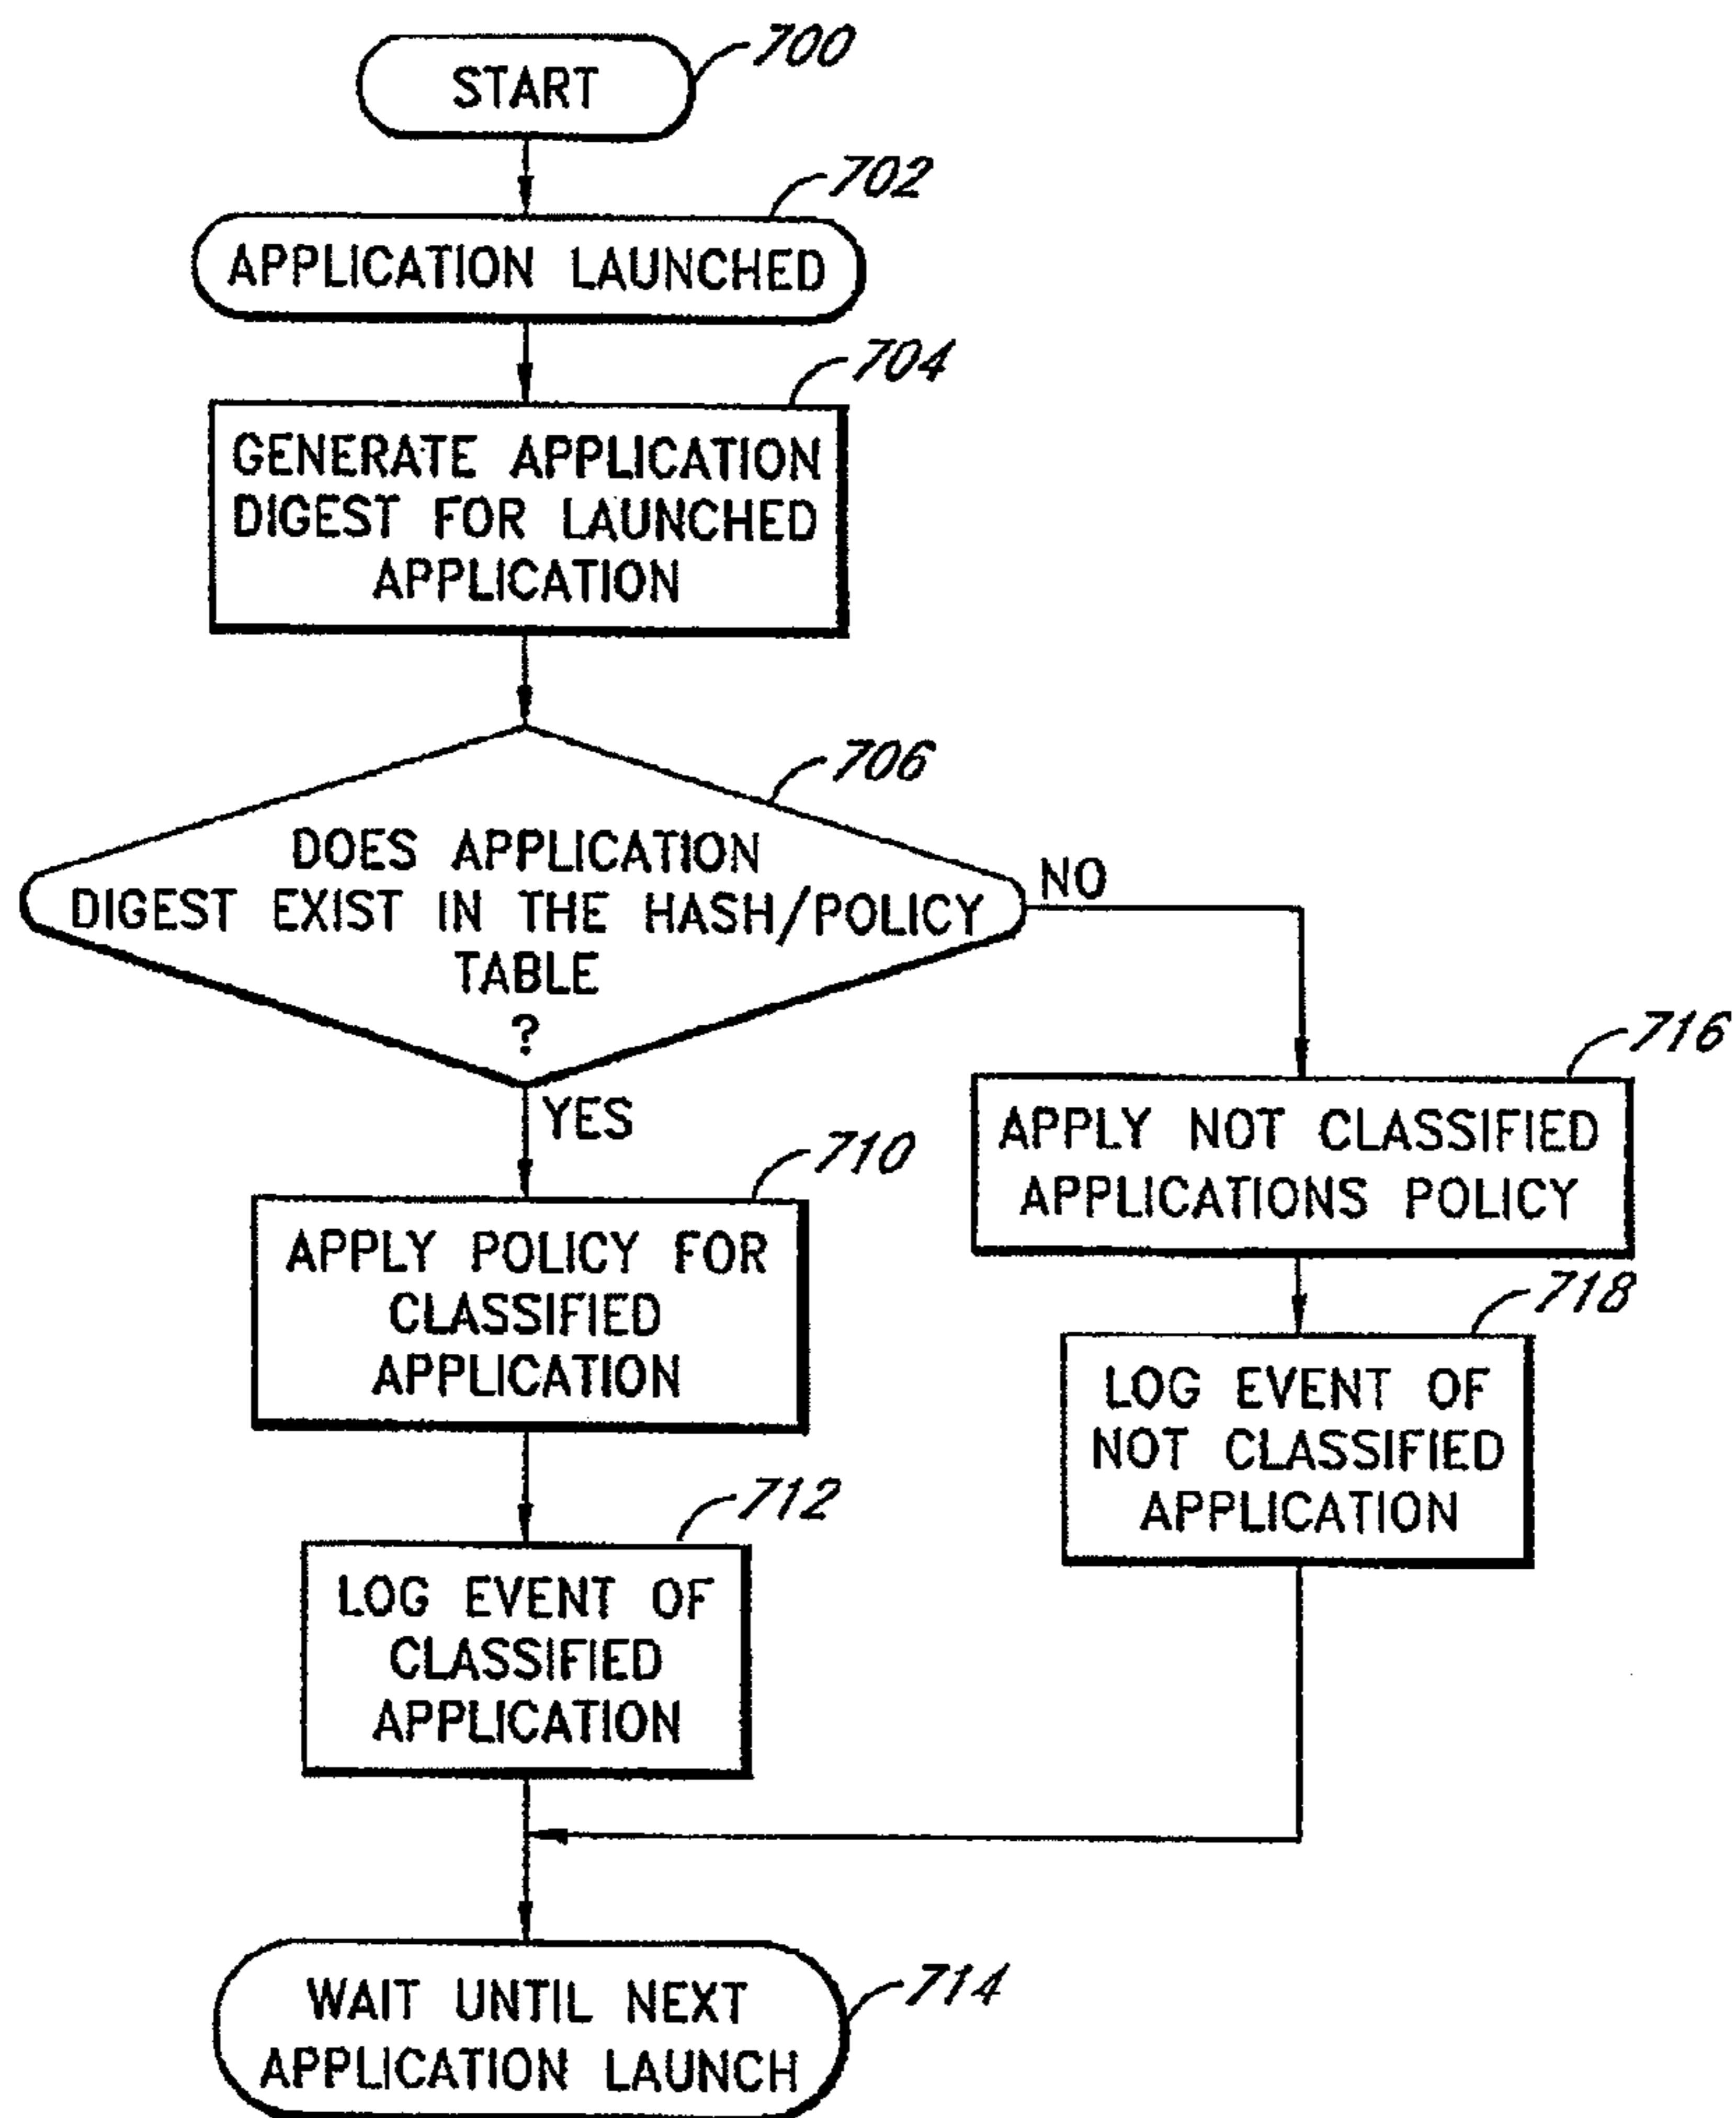 START
700
APPLICATION LAUNCHED
702
GENERATE APPLICATION
DIGEST FOR LAUNCHED
APPLICATION
704
DOES APPLICATION
DIGEST EXIST IN THE HASH/POLICY
TABLE
?
706
NO
YES
APPLY POLICY FOR
CLASSIFIED
APPLICATION
710
LOG EVENT OF
CLASSIFIED
APPLICATION
712
APPLY NOT CLASSIFIED
APPLICATIONS POLICY
716
LOG EVENT OF
NOT CLASSIFIED
APPLICATION
718
WAIT UNTIL NEXT
APPLICATION LAUNCH
714